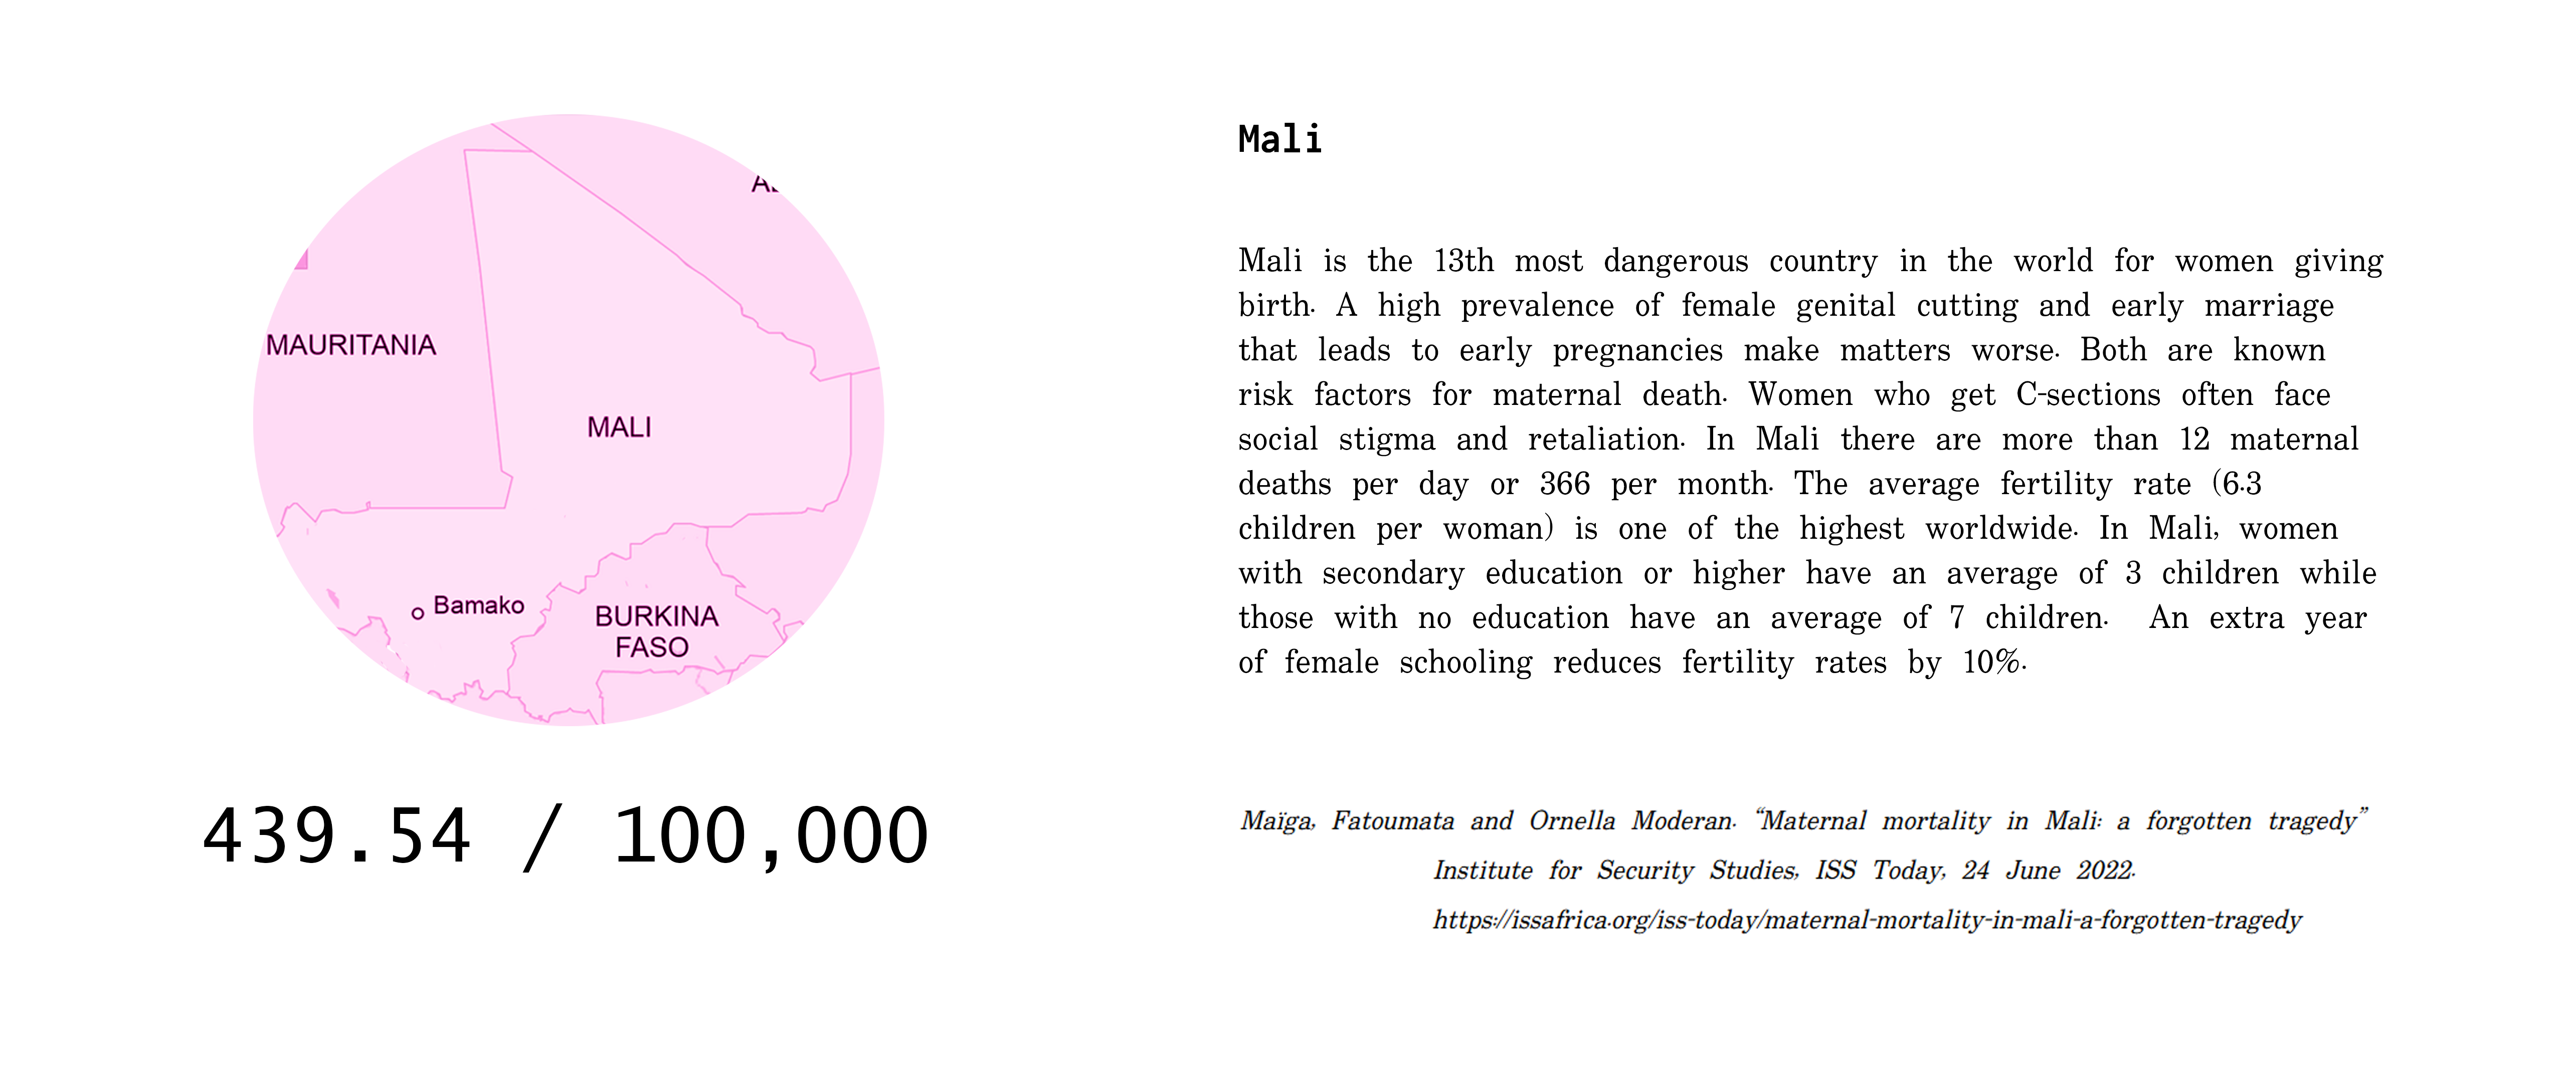 MAURITANIA
MALI
Bamako
BURKINA
FASO
439.54 / 100,000
Mali
Mali is the 13th most dangerous country in the world for women giving
birth. A high prevalence of female genital cutting and early marriage
that leads to early pregnancies make matters worse. Both are known
risk factors for maternal death. Women who get C-sections often face
social stigma and retaliation. In Mali there are more than 12 maternal
deaths per day or 366 per month. The average fertility rate (6.3
children per woman) is one of the highest worldwide. In Mali, women
with secondary education or higher have an average of 3 children while
those with no education have an average of 7 children.  An extra year
of female schooling reduces fertility rates by 10%.
Maïga, Fatoumata and Ornella Moderan. “Maternal mortality in Mali: a forgotten tragedy”
Institute for Security Studies, ISS Today, 24 June 2022.
https://issafrica.org/iss-today/maternal-mortality-in-mali-a-forgotten-tragedy